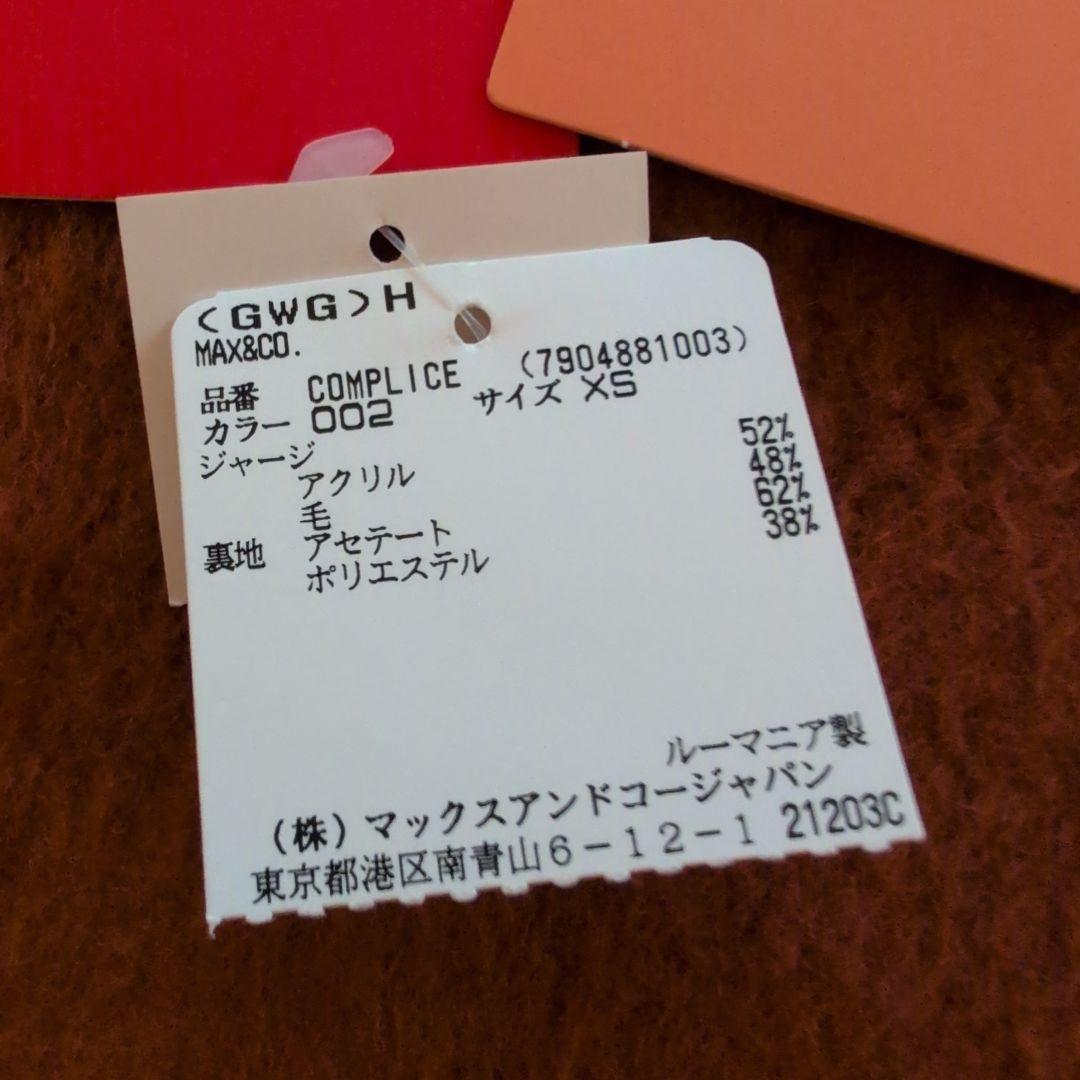 <GWG>H
MAX&CO.
品番 COMPLICE (7904881003)
カラー 002 サイズ XS
ジャージ
アクリル 52%
毛 48%
裏地 アセテート 62%
ポリエステル 38%
ルーマニア製
(株)マックスアンドコージャパン
東京都港区南青山6-12-1 21203C